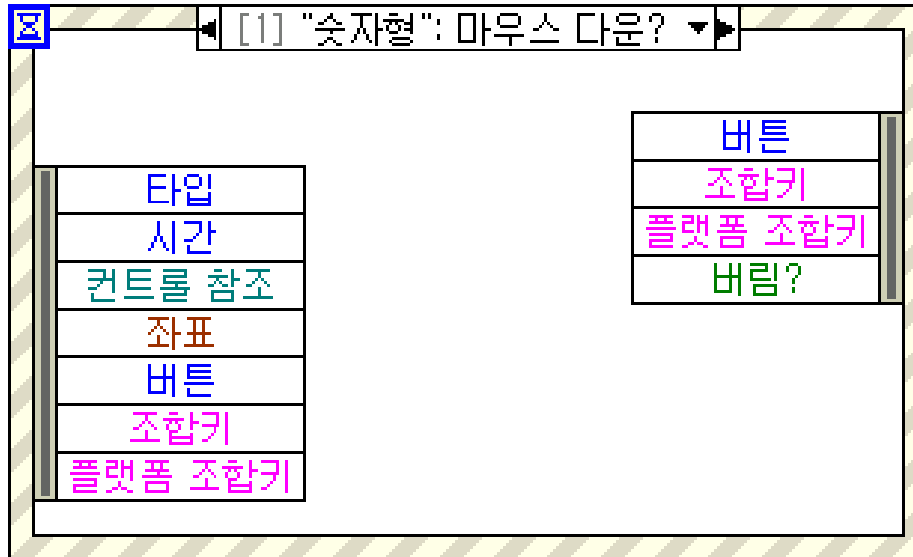 [1] "숫자형": 마우스 다운?
타입
시간
컨트롤 참조
좌표
버튼
조합키
플랫폼 조합키
버튼
조합키
플랫폼 조합키
버림?